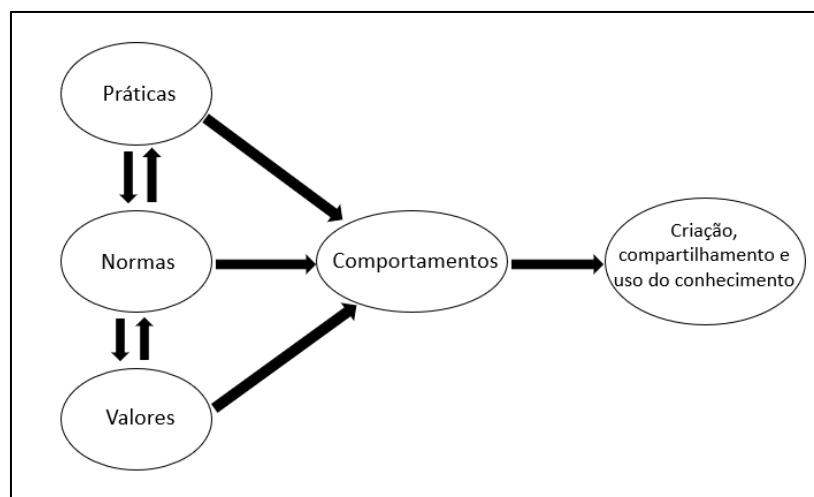 Práticas
Normas
Valores
Comportamentos
Criação,
compartilhamento e
uso do conhecimento